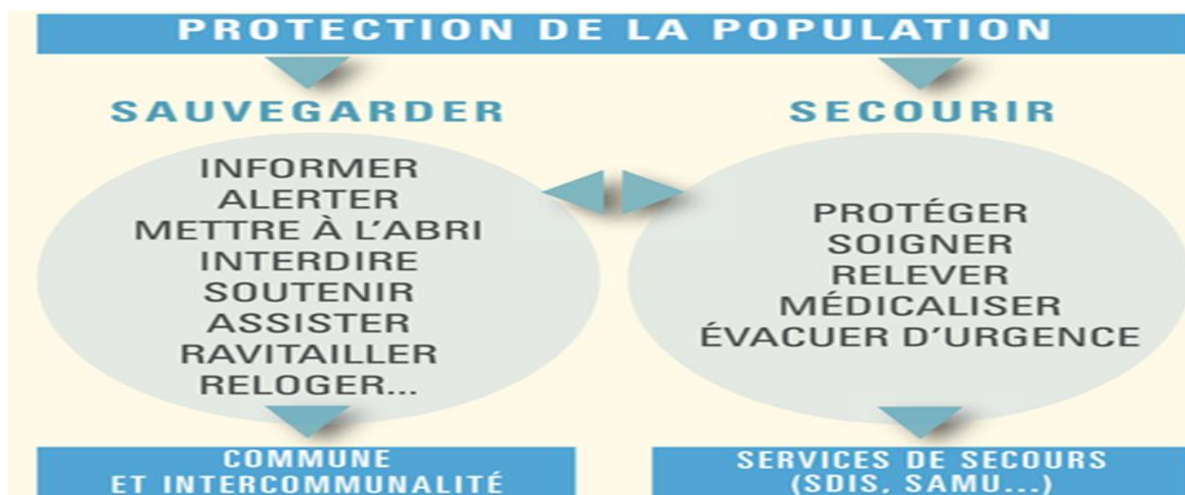 PROTECTION DE LA POPULATION
SAUVEGARDER
INFORMER
ALERTER
METTRE À L'ABRI
INTERDIRE
SOUTENIR
ASSISTER
RAVITAILLER
RELOGER...
COMMUNE
ET INTERCOMMUNALITÉ
SECOURIR
PROTÉGER
SOIGNER
RELEVER
MÉDICALISER
ÉVACUER D'URGENCE
SERVICES DE SECOURS
(SDIS, SAMU...)